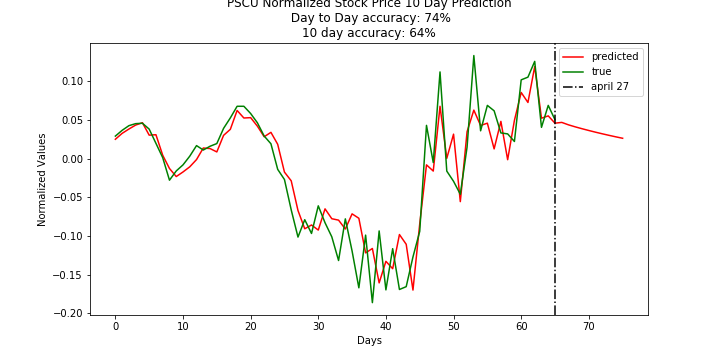 PSCU Normalized Stock Price 10 Day Prediction
Day to Day accuracy: 74%
10 day accuracy: 64%
predicted
true
april 27
Normalized Values
0.10
0.05
0.00
−0.05
−0.10
−0.15
−0.20
0 10 20 30 40 50 60 70
Days